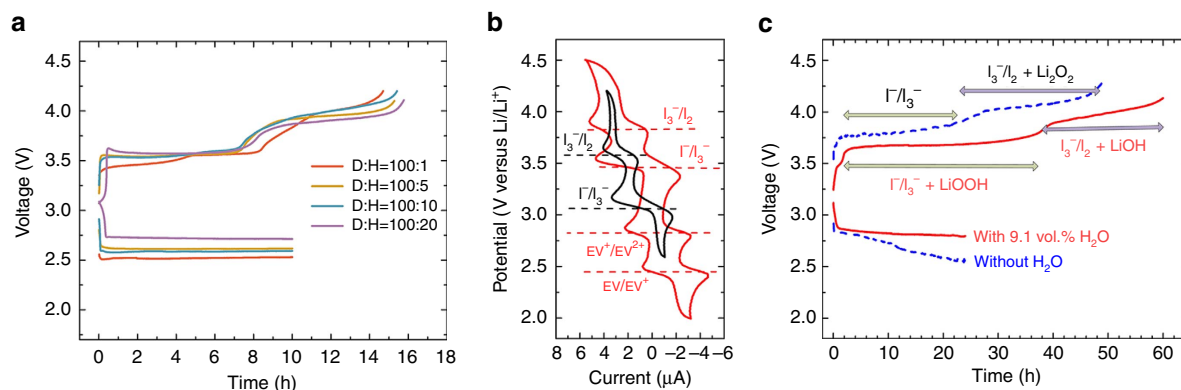 a
4.5
4.0
3.5
3.0
2.5
2.0
Voltage (V)
0 2 4 6 8 10 12 14 16 18
Time (h)
D:H=100:1
D:H=100:5
D:H=100:10
D:H=100:20
b
4.5
4.0
3.5
3.0
2.5
2.0
Potential (V versus Li/Li⁺)
8 6 4 2 0 −2 −4 −6
Current (μA)
I₃⁻/I₂
I₃⁻/I₂
I⁻/I₃⁻
I⁻/I₃⁻
EV⁺/EV²⁺
EV/EV⁺
c
4.5
4.0
3.5
3.0
2.5
2.0
Voltage (V)
0 10 20 30 40 50 60
Time (h)
I₃⁻/I₂ + Li₂O₂
I⁻/I₃⁻
I₃⁻/I₂ + LiOH
I⁻/I₃⁻ + LiOOH
With 9.1 vol.% H₂O
Without H₂O